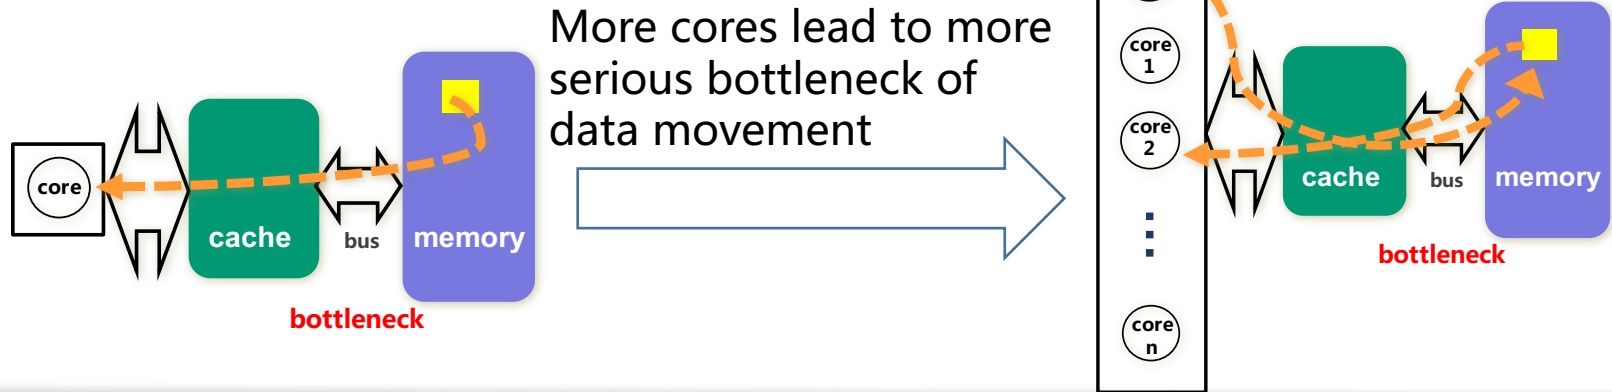 More cores lead to more
serious bottleneck of
data movement
core
cache
bus
memory
bottleneck
core
1
core
2
core
n
cache
bus
memory
bottleneck